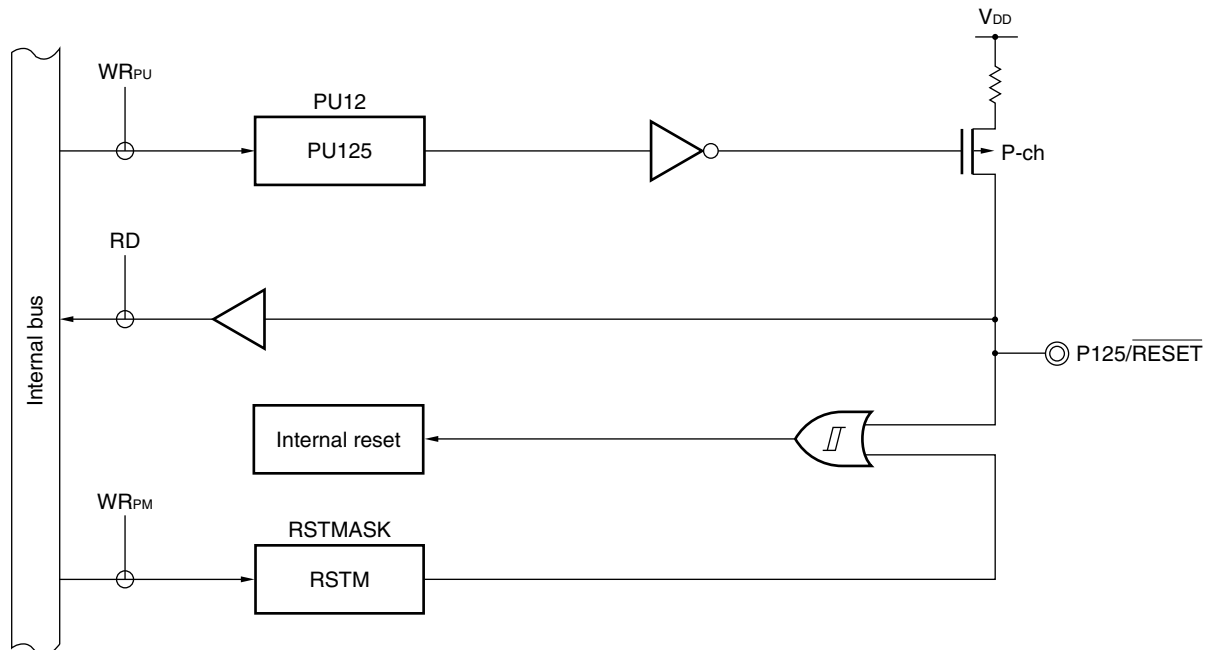 VDD
WRPU
PU12
PU125
P-ch
RD
Internal bus
P125/RESET
Internal reset
WRPM
RSTMASK
RSTM